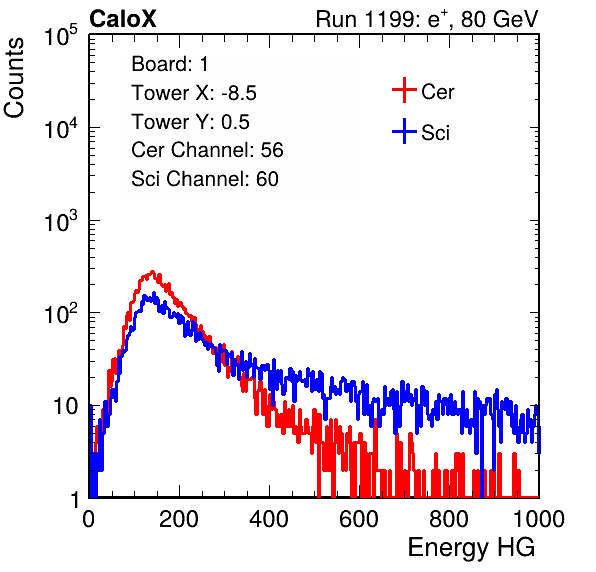 CaloX
Run 1199: e+, 80 GeV
Counts
10^5
10^4
10^3
10^2
10
1
Board: 1
Tower X: -8.5
Tower Y: 0.5
Cer Channel: 56
Sci Channel: 60
Cer
Sci
0 200 400 600 800 1000
Energy HG